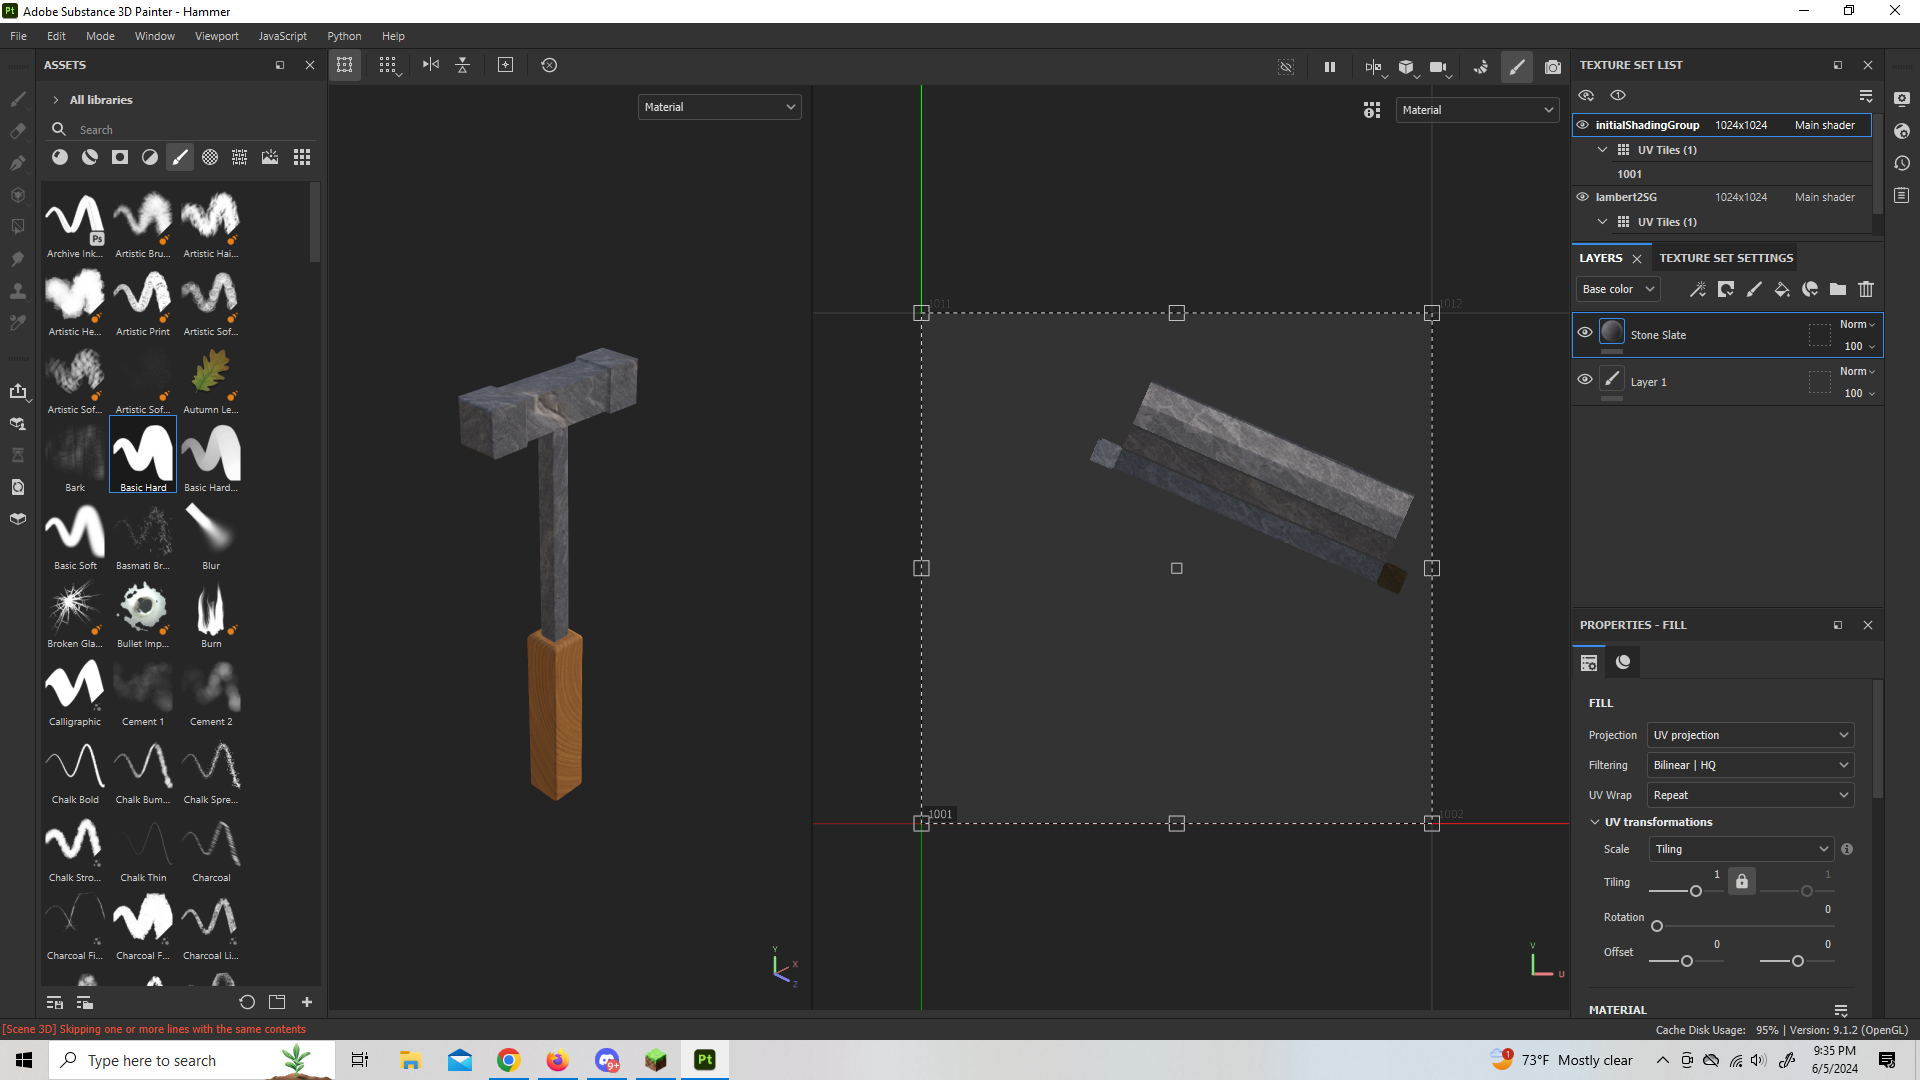 Adobe Substance 3D Painter - Hammer
File Edit Mode Window Viewport JavaScript Python Help
ASSETS
All libraries
Search
Archive Ink... Artistic Bru... Artistic Hai...
Artistic He... Artistic Print Artistic Sof...
Artistic Sof... Artistic Sof... Autumn Le...
Bark Basic Hard Basic Hard...
Basic Soft Basmati Br... Blur
Broken Gla... Bullet Imp... Burn
Calligraphic Cement 1 Cement 2
Chalk Bold Chalk Bum... Chalk Spre...
Chalk Stro... Chalk Thin Charcoal
Charcoal Fi... Charcoal F... Charcoal Li...
Material
Material
1011
1012
1001
1002
Y
X
Z
V
U
TEXTURE SET LIST
initialShadingGroup 1024x1024 Main shader
UV Tiles (1)
1001
lambert2SG 1024x1024 Main shader
UV Tiles (1)
LAYERS TEXTURE SET SETTINGS
Base color
Stone Slate Norm 100
Layer 1 Norm 100
PROPERTIES - FILL
FILL
Projection UV projection
Filtering Bilinear | HQ
UV Wrap Repeat
UV transformations
Scale Tiling
Tiling 1 1
Rotation 0
Offset 0 0
MATERIAL
[Scene 3D] Skipping one or more lines with the same contents
Cache Disk Usage: 95% | Version: 9.1.2 (OpenGL)
Type here to search
9+
Pt
1
73°F Mostly clear
9:35 PM
6/5/2024